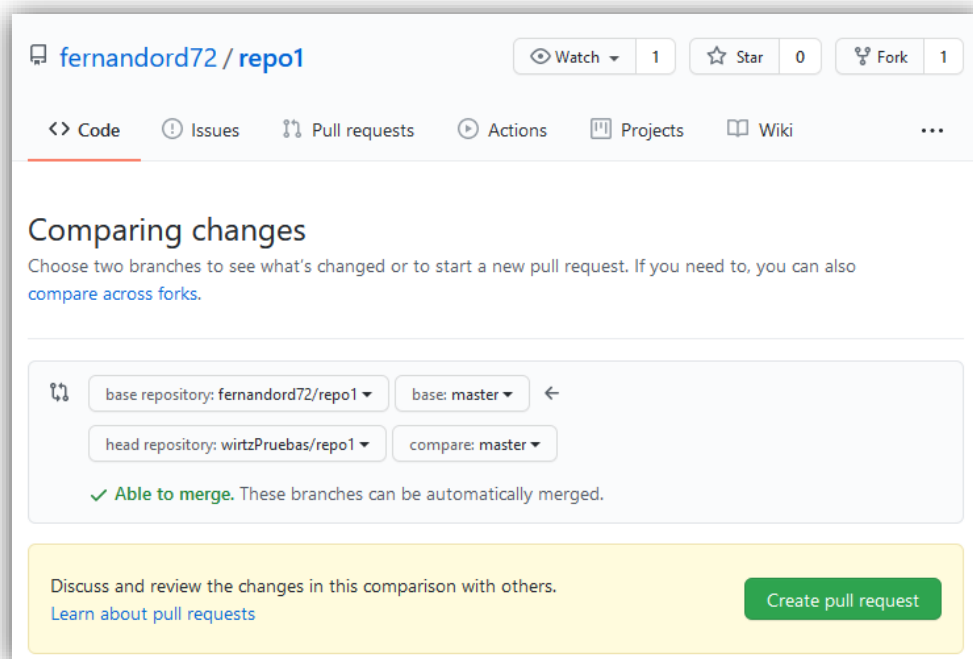 fernandord72 / repo1 Watch 1 Star 0 Fork 1
<> Code Issues Pull requests Actions Projects Wiki ...
Comparing changes
Choose two branches to see what's changed or to start a new pull request. If you need to, you can also
compare across forks.
base repository: fernandord72/repo1 base: master ←
head repository: wirtzPruebas/repo1 compare: master
✓ Able to merge. These branches can be automatically merged.
Discuss and review the changes in this comparison with others.
Learn about pull requests
Create pull request